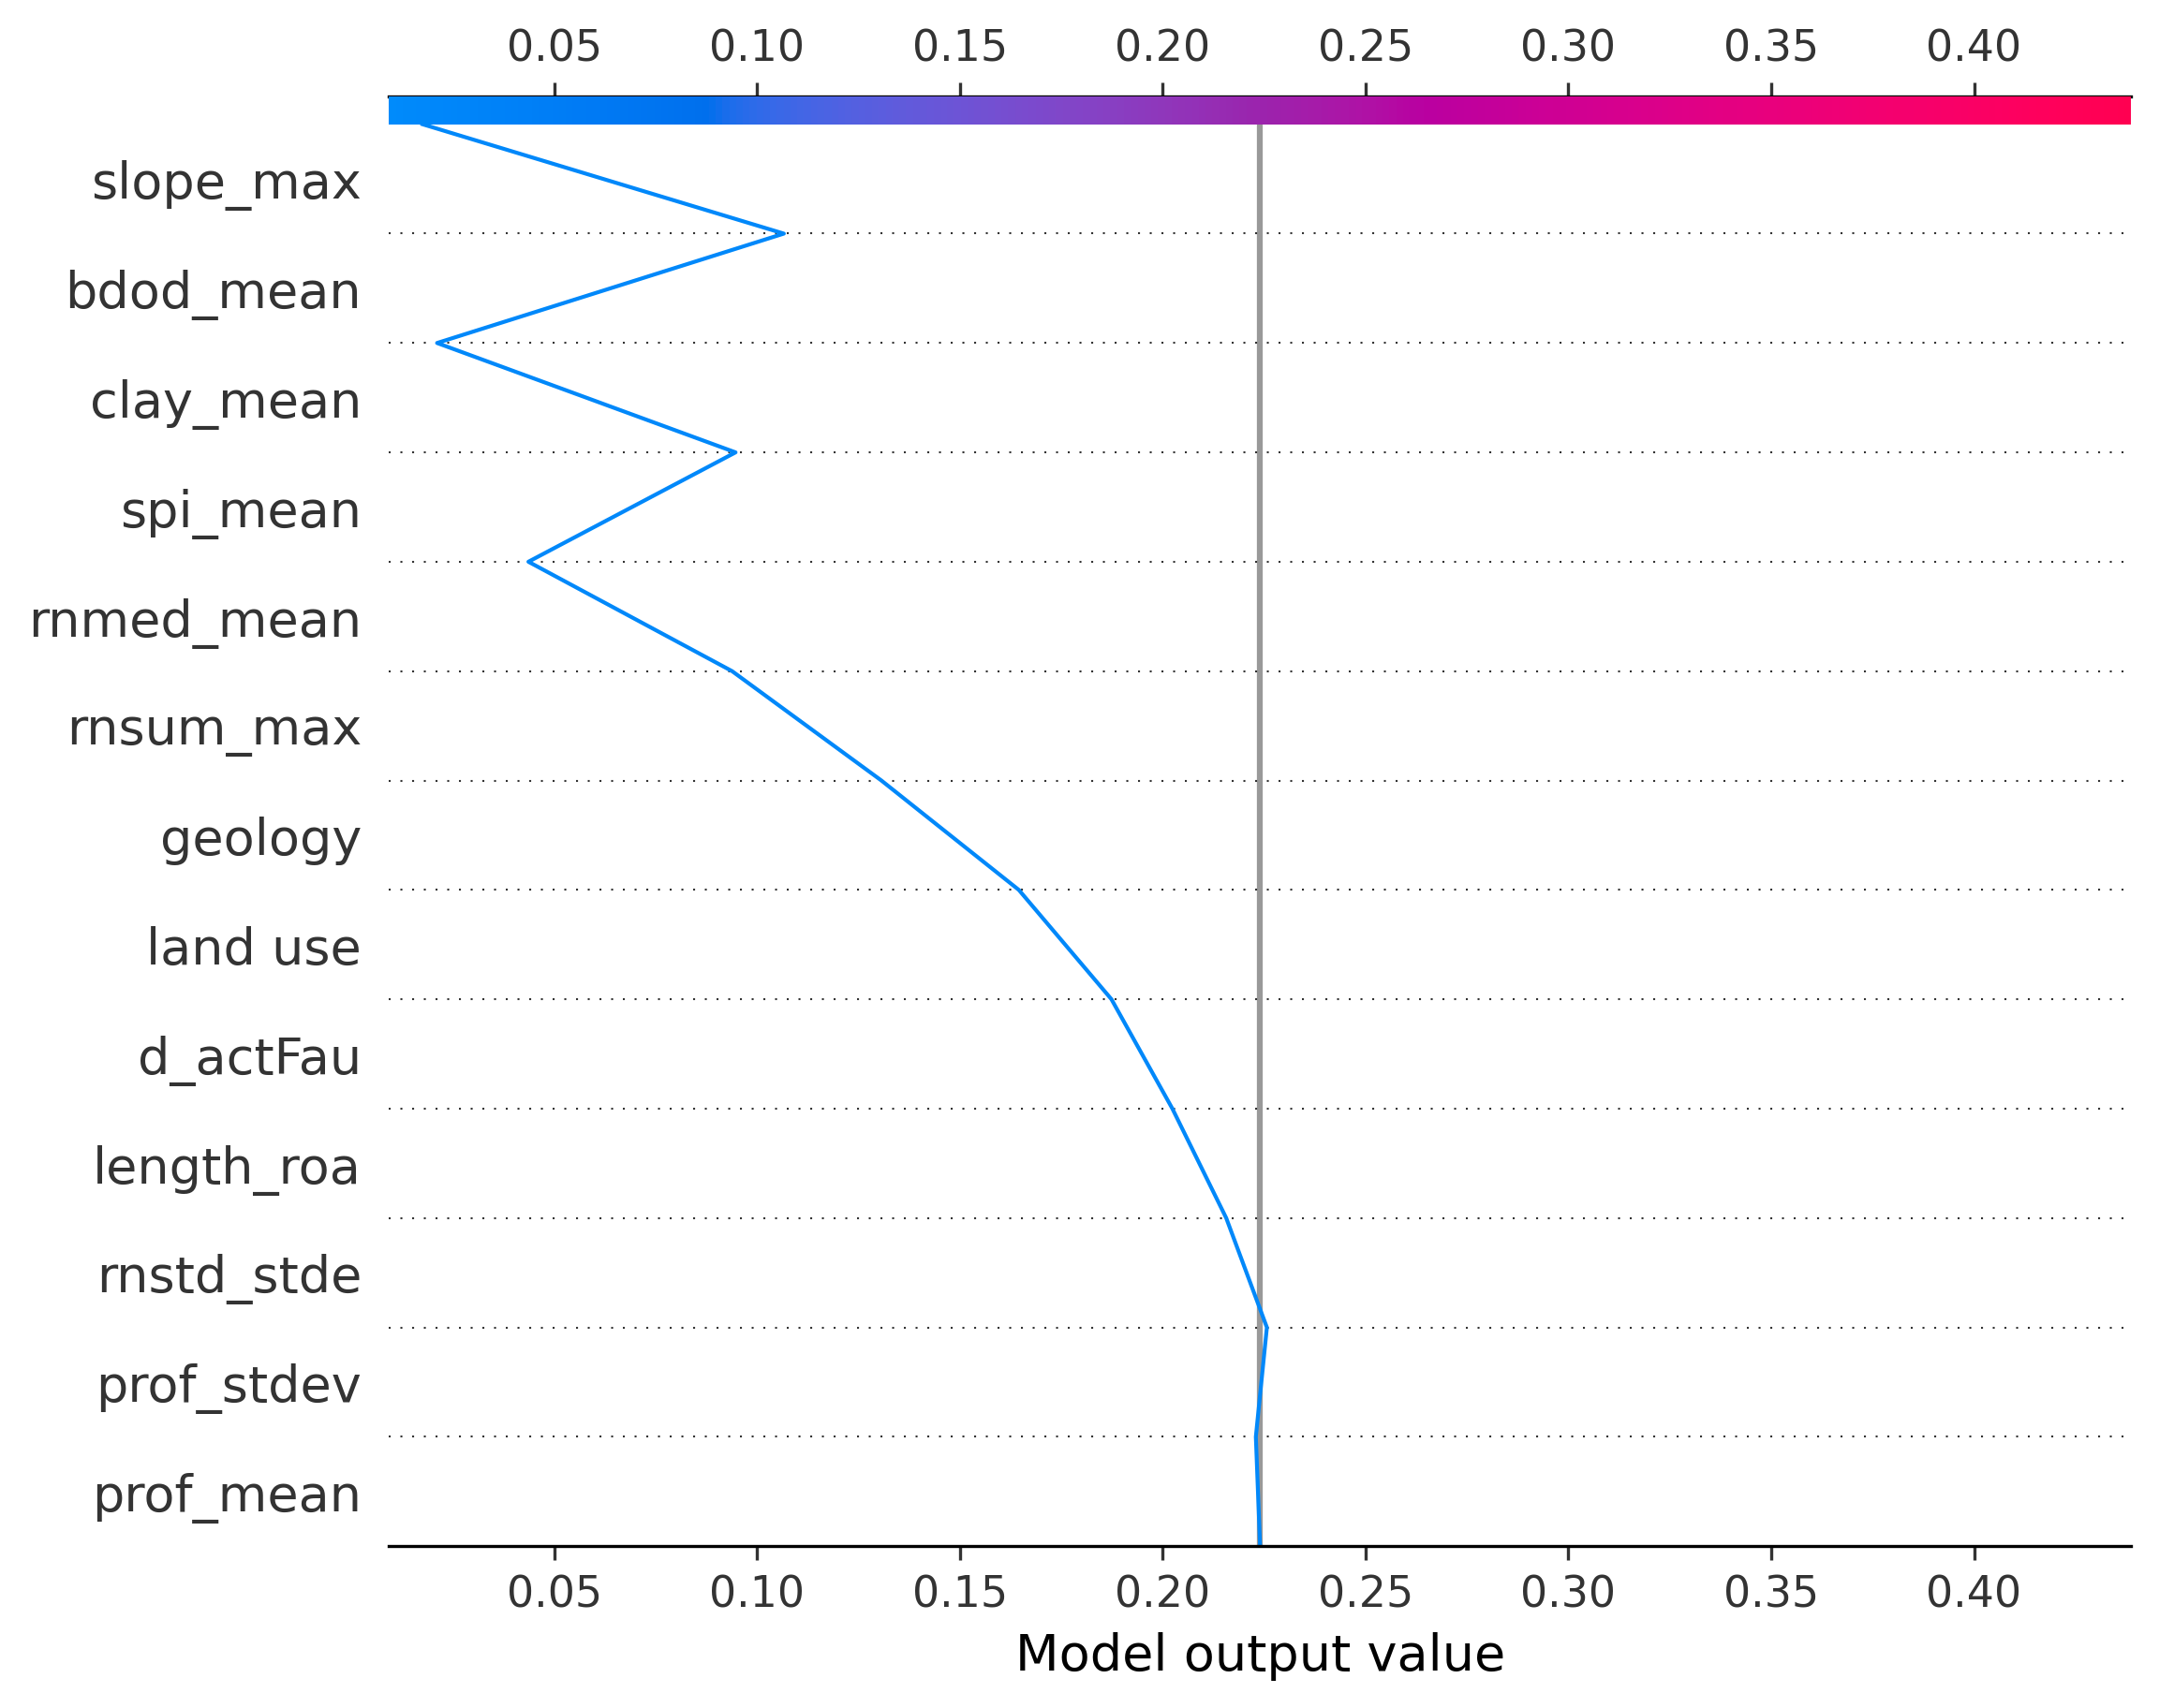 0.05 0.10 0.15 0.20 0.25 0.30 0.35 0.40
slope_max
bdod_mean
clay_mean
spi_mean
rnmed_mean
rnsum_max
geology
land use
d_actFau
length_roa
rnstd_stde
prof_stdev
prof_mean
0.05 0.10 0.15 0.20 0.25 0.30 0.35 0.40
Model output value